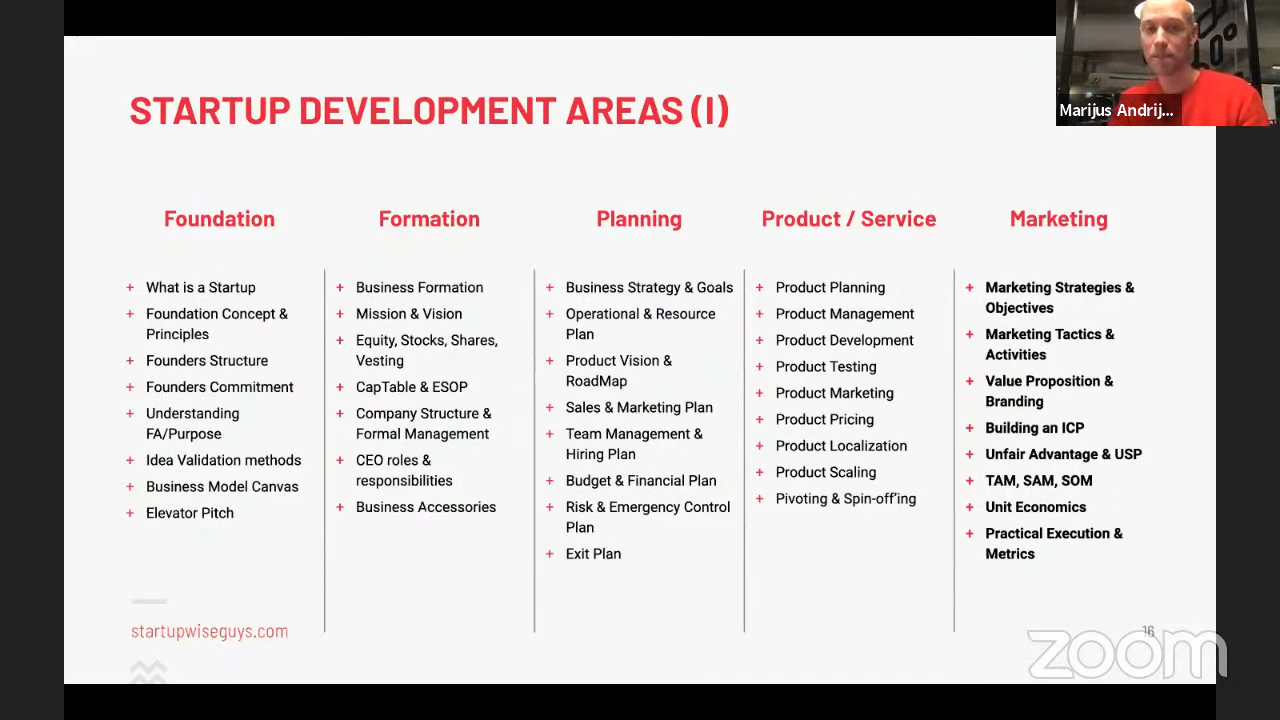 STARTUP DEVELOPMENT AREAS (I)
Marijus Andrij...
Foundation
+ What is a Startup
+ Foundation Concept &
Principles
+ Founders Structure
+ Founders Commitment
+ Understanding
FA/Purpose
+ Idea Validation methods
+ Business Model Canvas
+ Elevator Pitch
Formation
+ Business Formation
+ Mission & Vision
+ Equity, Stocks, Shares,
Vesting
+ CapTable & ESOP
+ Company Structure &
Formal Management
+ CEO roles &
responsibilities
+ Business Accessories
Planning
+ Business Strategy & Goals
+ Operational & Resource
Plan
+ Product Vision &
RoadMap
+ Sales & Marketing Plan
+ Team Management &
Hiring Plan
+ Budget & Financial Plan
+ Risk & Emergency Control
Plan
+ Exit Plan
Product / Service
+ Product Planning
+ Product Management
+ Product Development
+ Product Testing
+ Product Marketing
+ Product Pricing
+ Product Localization
+ Product Scaling
+ Pivoting & Spin-off'ing
Marketing
+ Marketing Strategies &
Objectives
+ Marketing Tactics &
Activities
+ Value Proposition &
Branding
+ Building an ICP
+ Unfair Advantage & USP
+ TAM, SAM, SOM
+ Unit Economics
+ Practical Execution &
Metrics
startupwiseguys.com
16
zoom